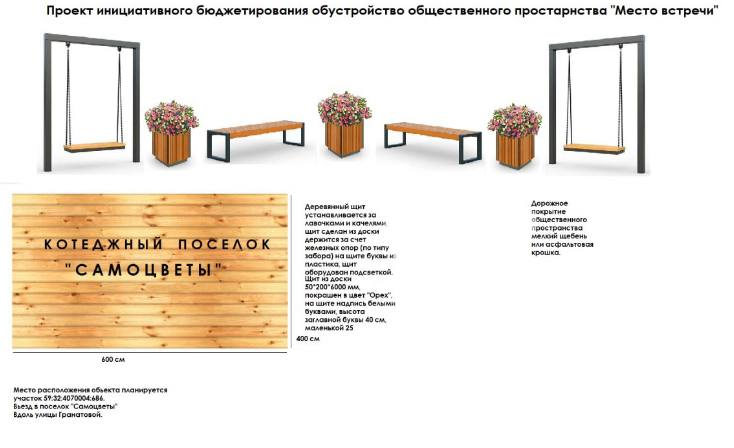 Проект инициативного бюджетирования обустройство общественного простарнства "Место встречи"
КОТЕДЖНЫЙ ПОСЕЛОК
"САМОЦВЕТЫ"
600 см
400 см
Деревянный щит
устанавливается за
лавочками и качелями,
щит сделан из доски
держится за счет
железных опор (по типу
забора) на щите буквы из
пластика, щит
оборудован подсветкой.
Щит из доски
50*200*6000 мм,
покрашен в цвет "Орех",
на щите надпись белыми
буквами, высота
заглавной буквы 40 см,
маленькой 25
Дорожное
покрытие
общественного
пространства
мелкий щебень
или асфальтовая
крошка.
Место расположения обьекта планируется
участок 59:32:4070004:686.
Въезд в поселок "Самоцветы"
Вдоль улицы Гранатовой.